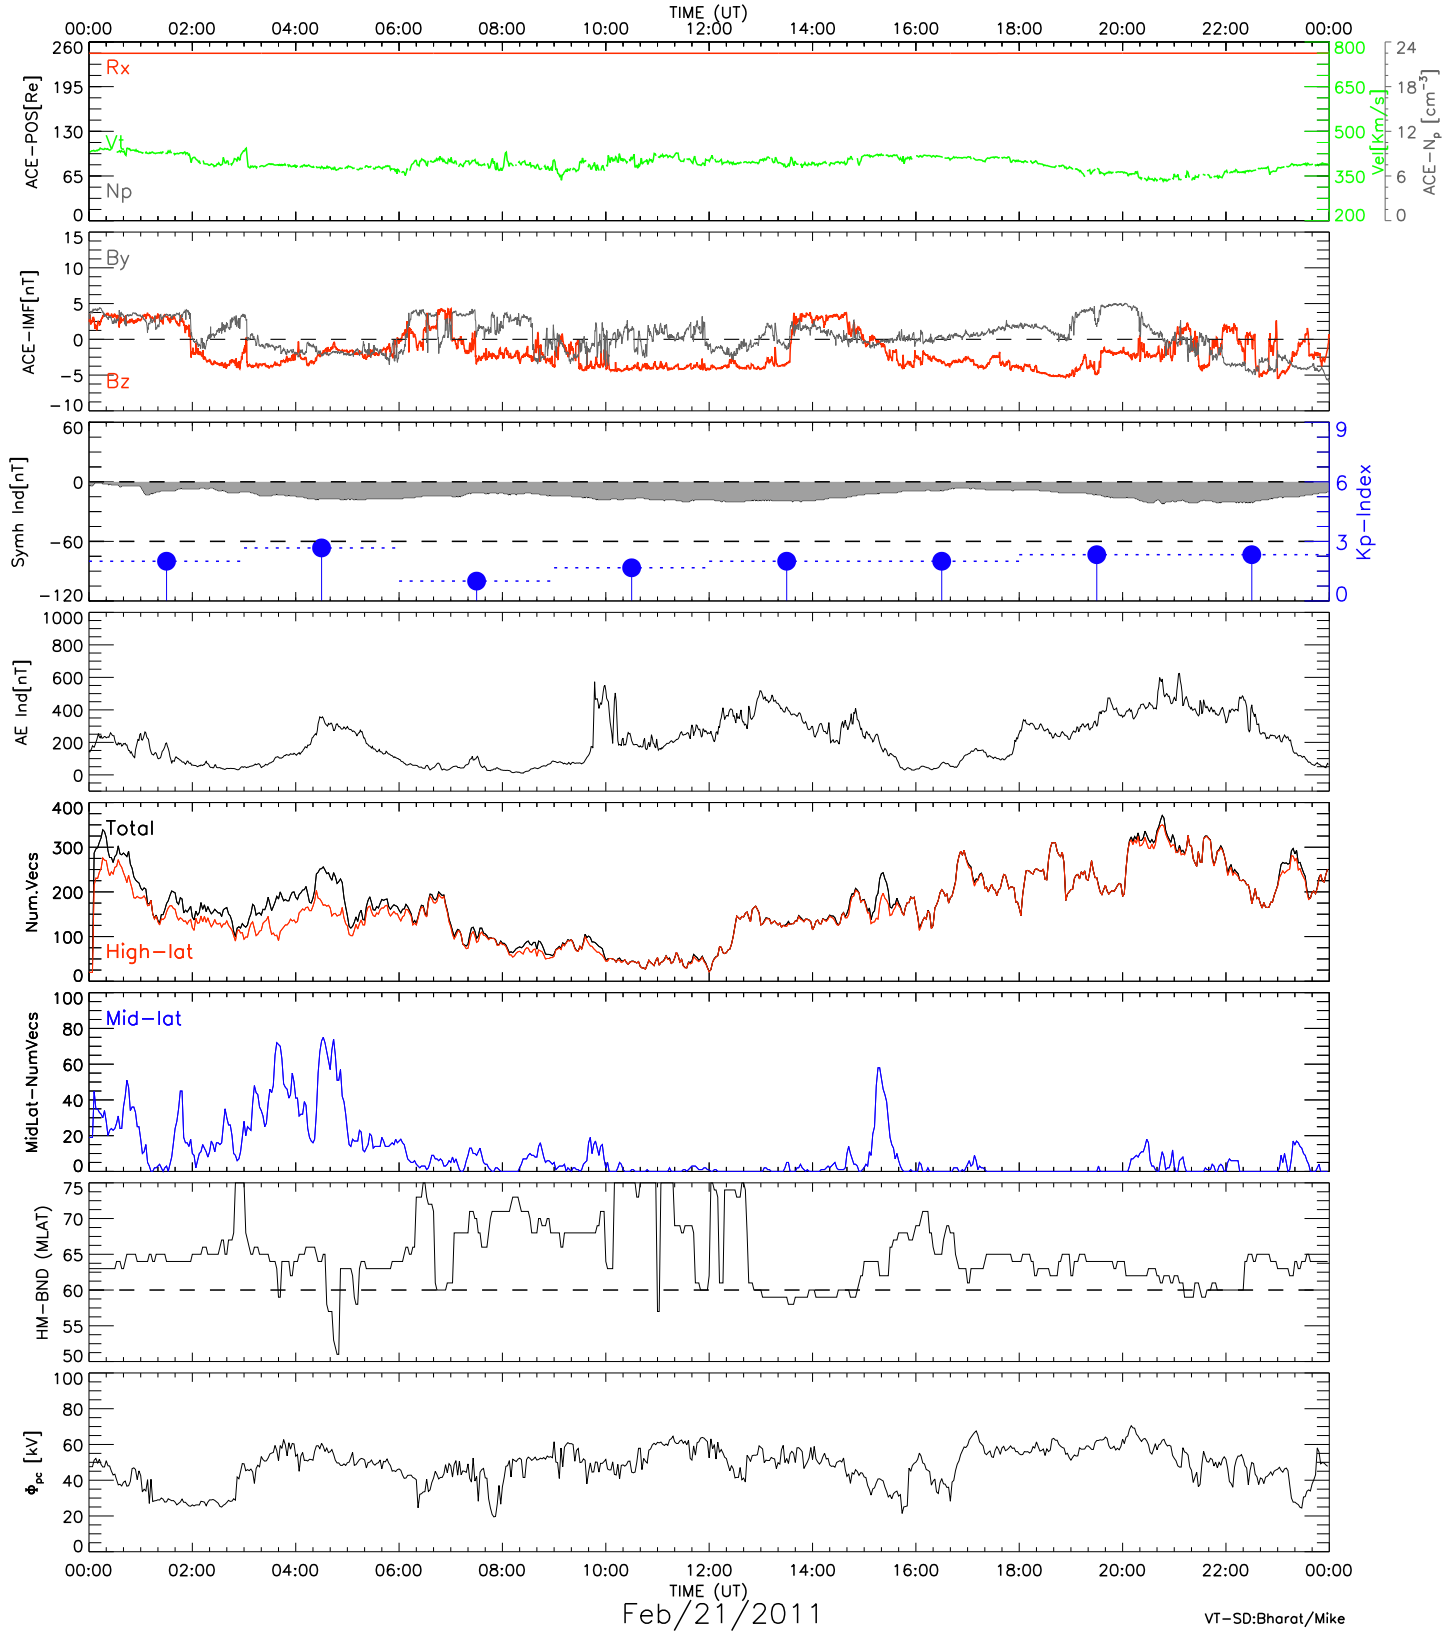 TIME (UT)
00:00 02:00 04:00 06:00 08:00 10:00 12:00 14:00 16:00 18:00 20:00 22:00 00:00
ACE-POS[Re]
260
195
130
65
0
Rx
Vt
Np
800
650
500
350
200
Vel[Km/s]
24
18
12
6
0
ACE-Np [cm-3]
ACE-IMF[nT]
15
10
5
0
-5
-10
By
Bz
Symh Ind[nT]
60
0
-60
-120
9
6
3
0
Kp-Index
AE Ind[nT]
1000
800
600
400
200
0
Num.Vecs
400
300
200
100
0
Total
High-lat
MidLat-NumVecs
100
80
60
40
20
0
Mid-lat
HM-BND (MLAT)
75
70
65
60
55
50
Φpc [kV]
100
80
60
40
20
0
00:00 02:00 04:00 06:00 08:00 10:00 12:00 14:00 16:00 18:00 20:00 22:00 00:00
TIME (UT)
Feb/21/2011
VT-SD:Bharat/Mike